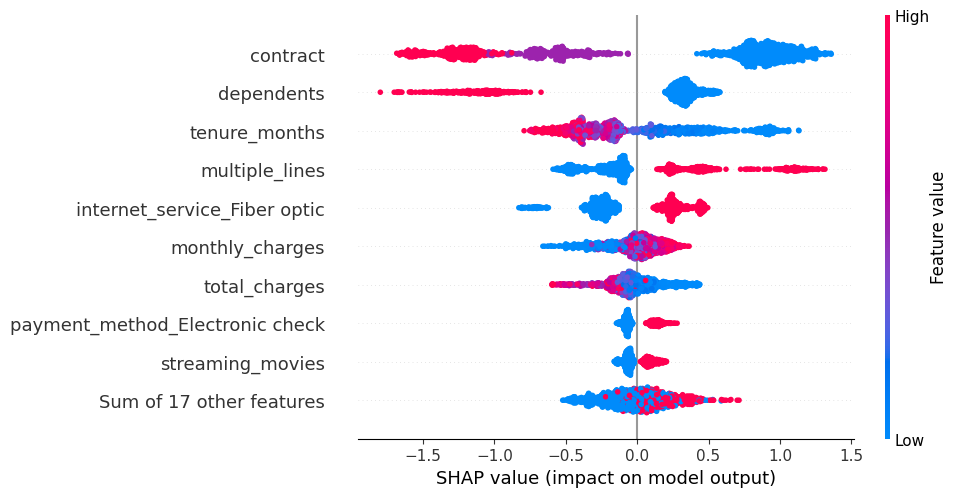 High
contract
dependents
tenure_months
multiple_lines
internet_service_Fiber optic
monthly_charges
total_charges
payment_method_Electronic check
streaming_movies
Sum of 17 other features
Feature value
Low
−1.5 −1.0 −0.5 0.0 0.5 1.0 1.5
SHAP value (impact on model output)